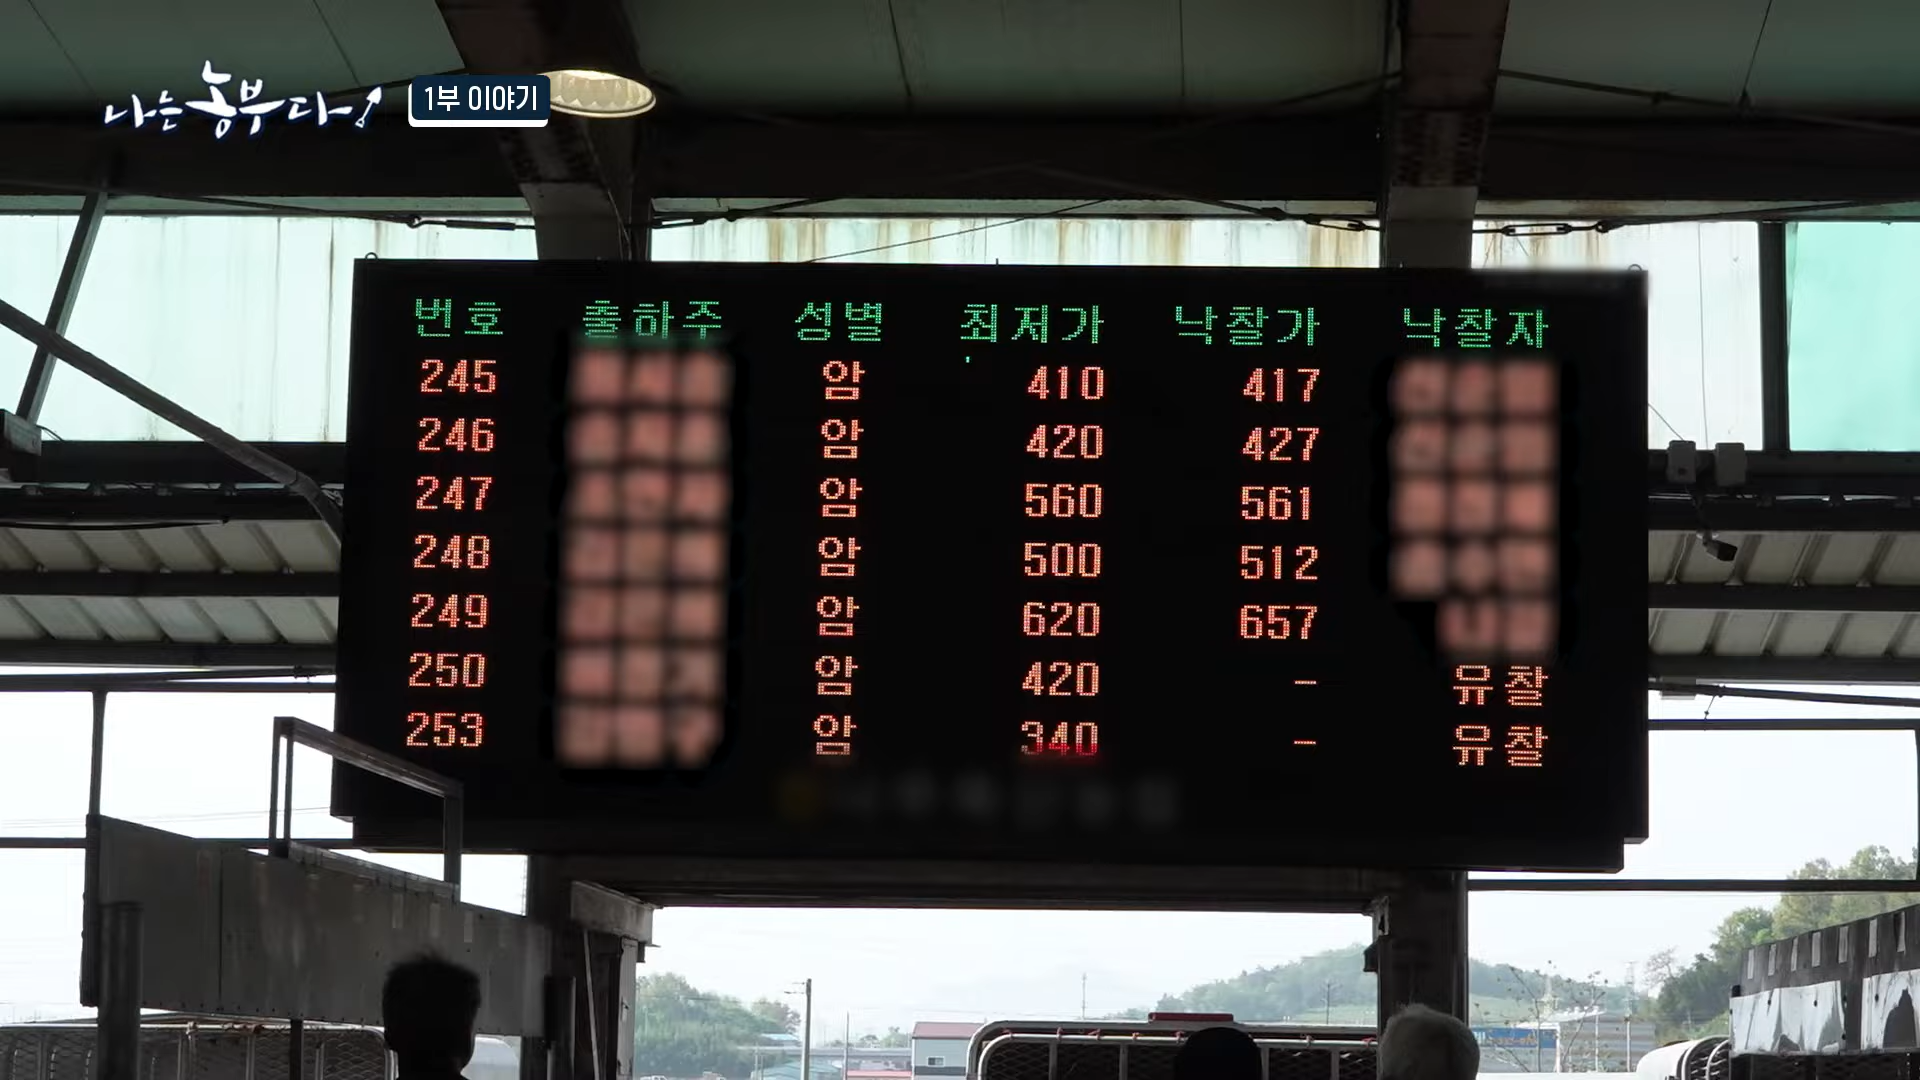 나는 농부다! 1부 이야기
번호 출하주 성별 최저가 낙찰가 낙찰자
245 암 410 417
246 암 420 427
247 암 560 561
248 암 500 512
249 암 620 657
250 암 420 - 유찰
253 암 340 - 유찰